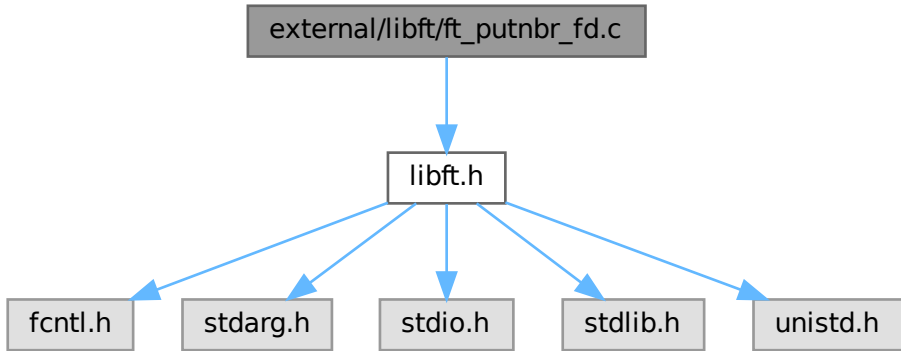 external/libft/ft_putnbr_fd.c
libft.h
fcntl.h
stdarg.h
stdio.h
stdlib.h
unistd.h